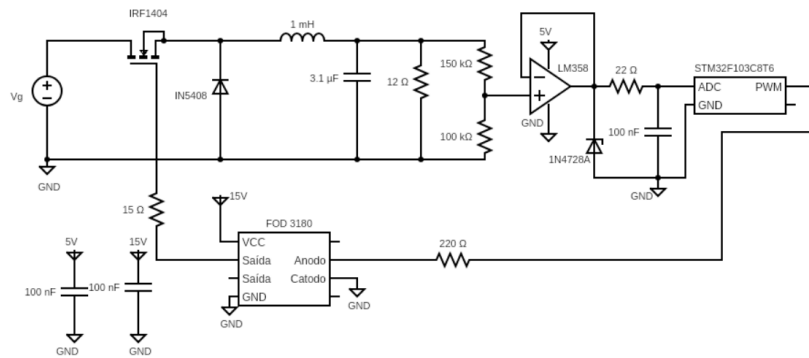 IRF1404
1 mH
5V
150 kΩ
LM358
22 Ω
STM32F103C8T6
Vg
IN5408
3.1 µF
12 Ω
ADC
PWM
GND
100 kΩ
GND
100 nF
1N4728A
GND
GND
15 Ω
15V
FOD 3180
VCC
220 Ω
Saída
Anodo
Saída
Catodo
GND
GND
GND
5V
15V
100 nF
100 nF
GND
GND